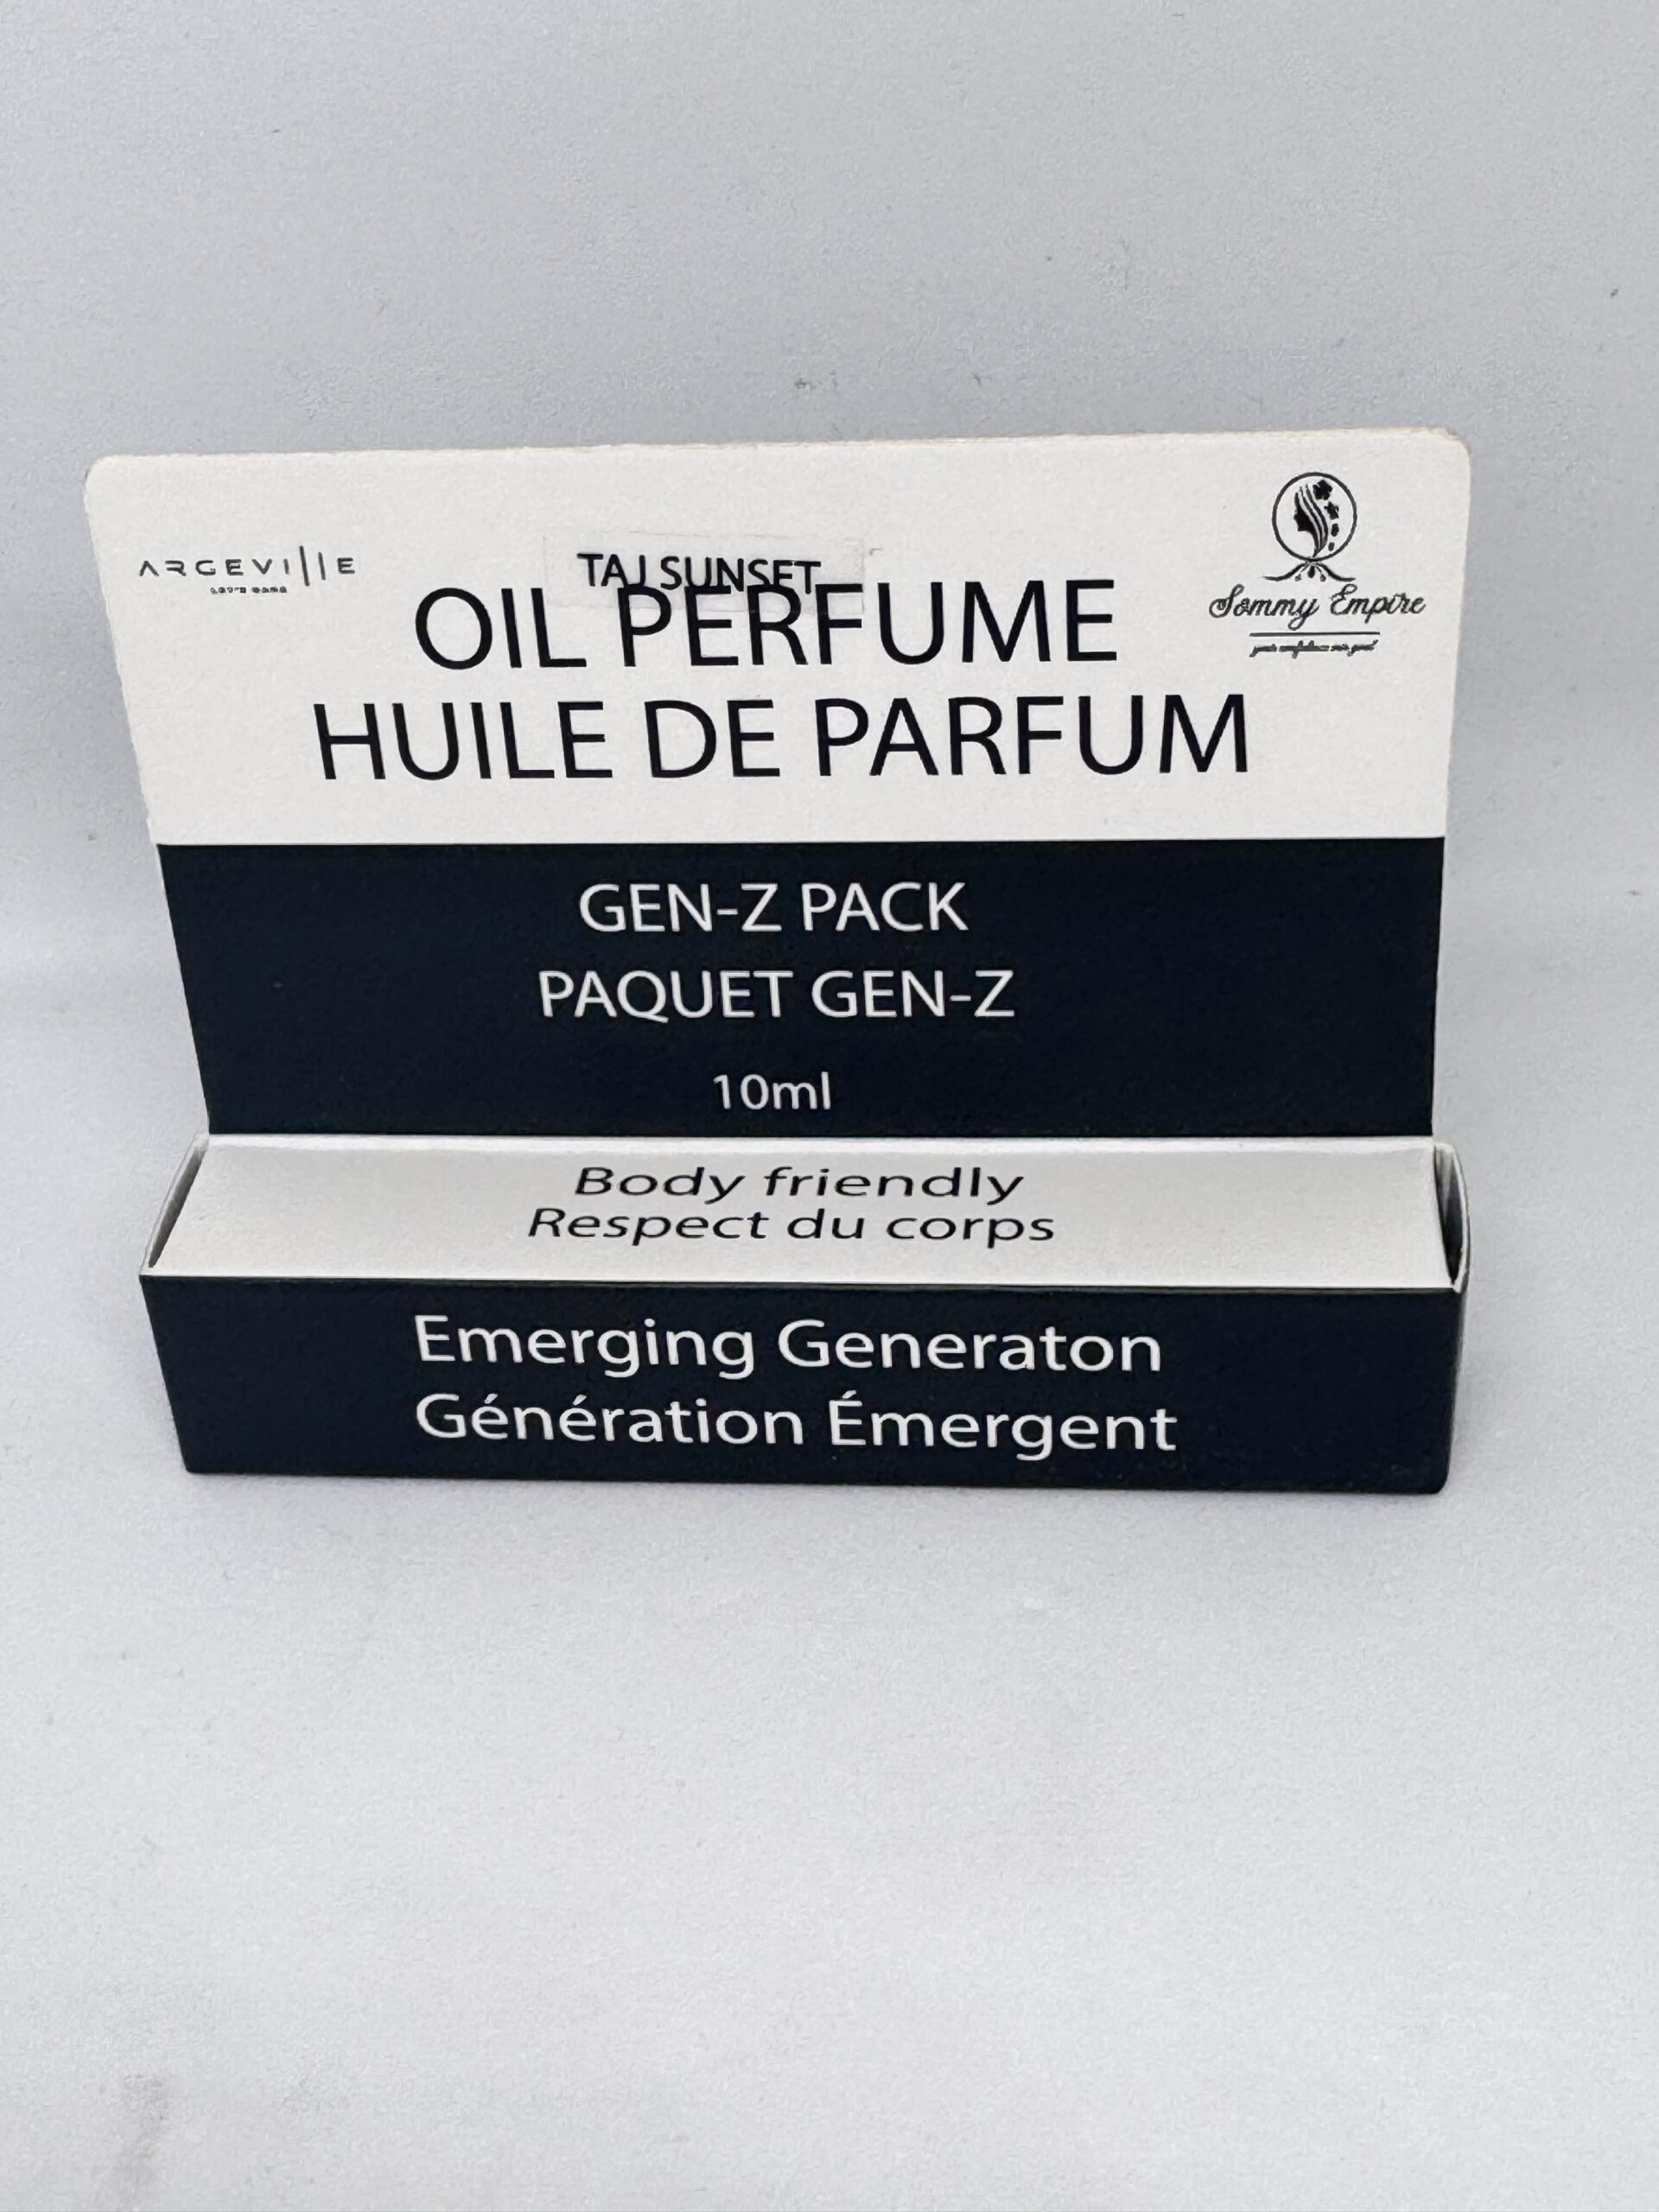 ARGEVILLE
TAJ SUNSET
OIL PERFUME
HUILE DE PARFUM
Sommy Empire
GEN-Z PACK
PAQUET GEN-Z
10ml
Body friendly
Respect du corps
Emerging Generaton
Génération Émergent